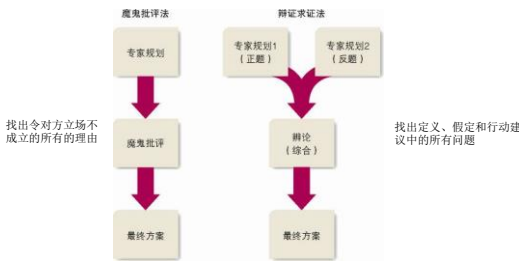 魔鬼批评法
专家规划
魔鬼批评
最终方案
找出令对方立场不
成立的所有的理由
辩证求证法
专家规划1
(正题)
专家规划2
(反题)
辨论
(综合)
最终方案
找出定义、假定和行动建
议中的所有问题